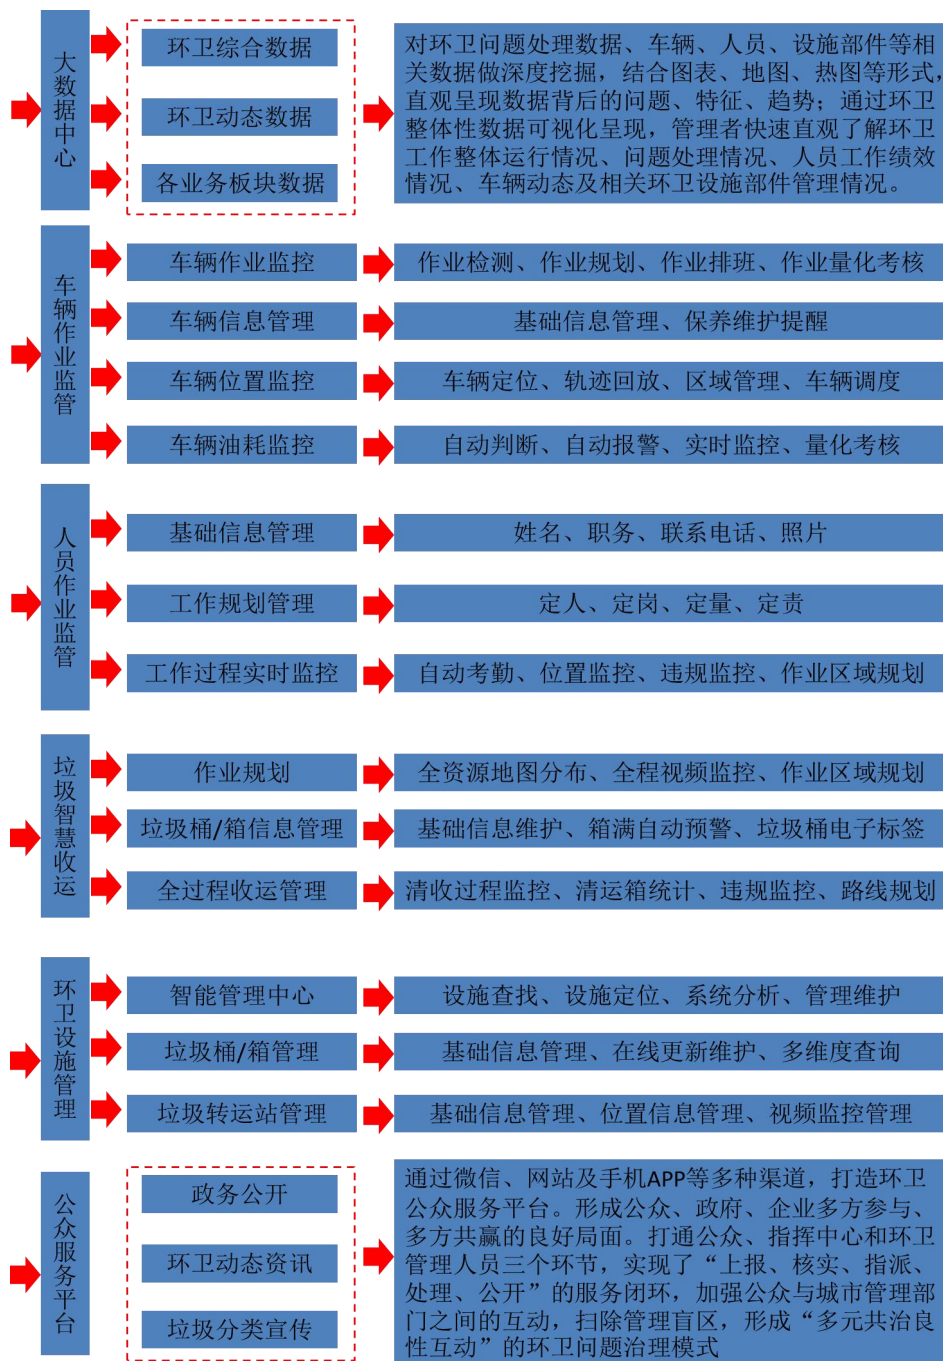 大数据中心
环卫综合数据
环卫动态数据
各业务板块数据
对环卫问题处理数据、车辆、人员、设施部件等相
关数据做深度挖掘，结合图表、地图、热图等形式，
直观呈现数据背后的问题、特征、趋势；通过环卫
整体性数据可视化呈现，管理者快速直观了解环卫
工作整体运行情况、问题处理情况、人员工作绩效
情况、车辆动态及相关环卫设施部件管理情况。
车辆作业监管
车辆作业监控
作业检测、作业规划、作业排班、作业量化考核
车辆信息管理
基础信息管理、保养维护提醒
车辆位置监控
车辆定位、轨迹回放、区域管理、车辆调度
车辆油耗监控
自动判断、自动报警、实时监控、量化考核
人员作业监管
基础信息管理
姓名、职务、联系电话、照片
工作规划管理
定人、定岗、定量、定责
工作过程实时监控
自动考勤、位置监控、违规监控、作业区域规划
垃圾智慧收运
作业规划
全资源地图分布、全程视频监控、作业区域规划
垃圾桶/箱信息管理
基础信息维护、箱满自动预警、垃圾桶电子标签
全过程收运管理
清收过程监控、清运箱统计、违规监控、路线规划
环卫设施管理
智能管理中心
设施查找、设施定位、系统分析、管理维护
垃圾桶/箱管理
基础信息管理、在线更新维护、多维度查询
垃圾转运站管理
基础信息管理、位置信息管理、视频监控管理
公众服务平台
政务公开
环卫动态资讯
垃圾分类宣传
通过微信、网站及手机APP等多种渠道，打造环卫
公众服务平台。形成公众、政府、企业多方参与、
多方共赢的良好局面。打通公众、指挥中心和环卫
管理人员三个环节，实现了“上报、核实、指派、
处理、公开”的服务闭环，加强公众与城市管理部
门之间的互动，扫除管理盲区，形成“多元共治良
性互动”的环卫问题治理模式